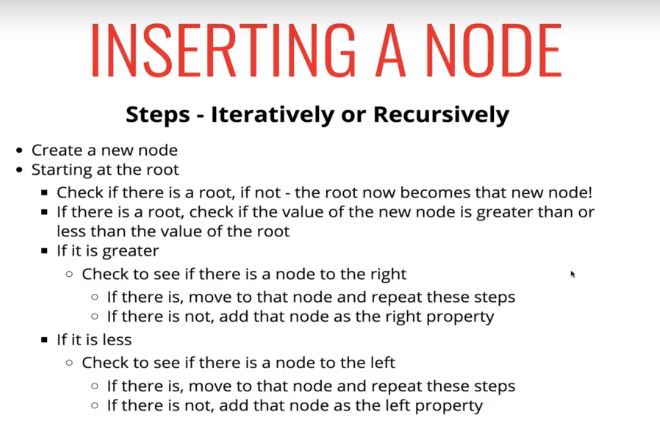 INSERTING A NODE
Steps - Iteratively or Recursively
• Create a new node
• Starting at the root
▪ Check if there is a root, if not - the root now becomes that new node!
▪ If there is a root, check if the value of the new node is greater than or
less than the value of the root
▪ If it is greater
○ Check to see if there is a node to the right
○ If there is, move to that node and repeat these steps
○ If there is not, add that node as the right property
▪ If it is less
○ Check to see if there is a node to the left
○ If there is, move to that node and repeat these steps
○ If there is not, add that node as the left property